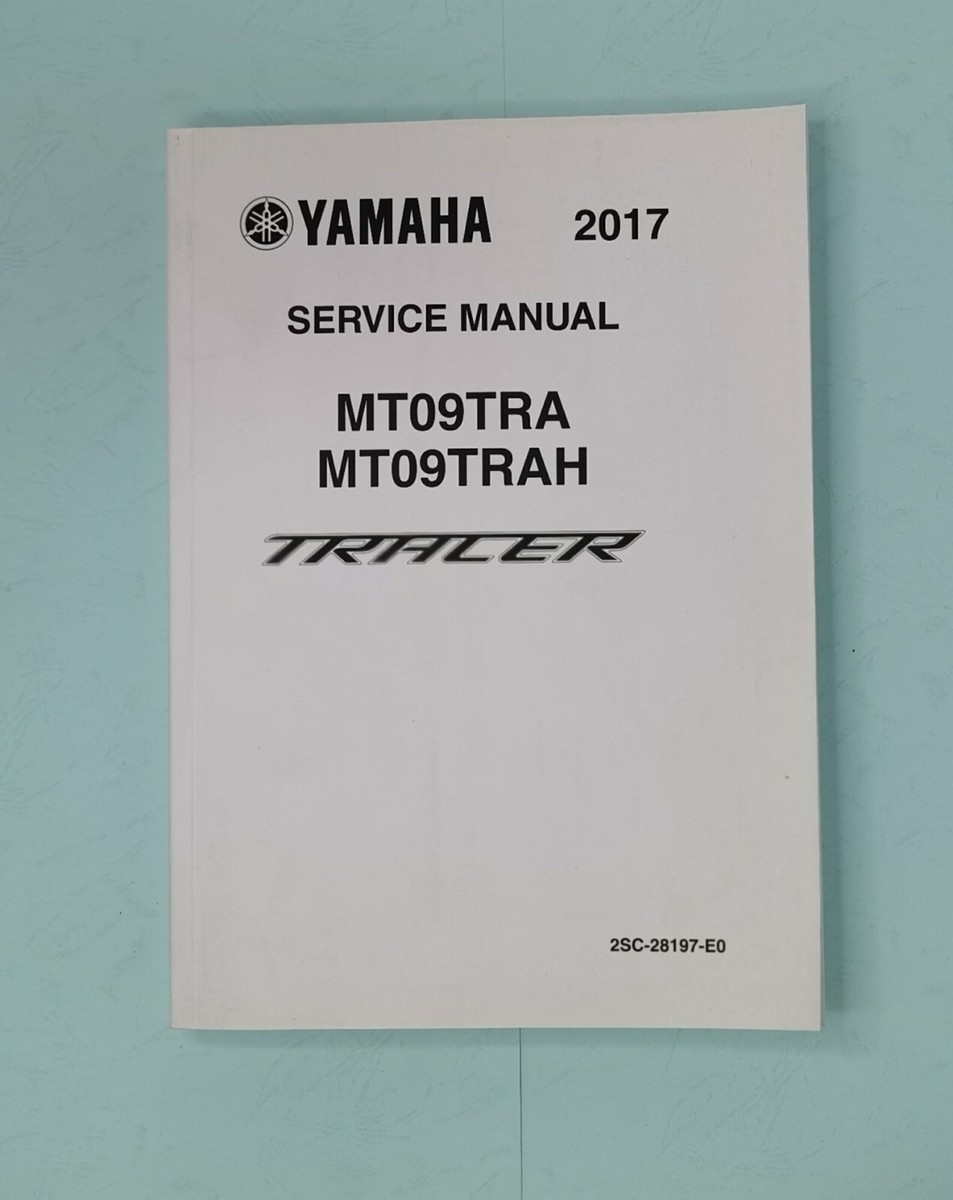 YAMAHA 2017
SERVICE MANUAL
MT09TRA
MT09TRAH
TRACER
2SC-28197-E0